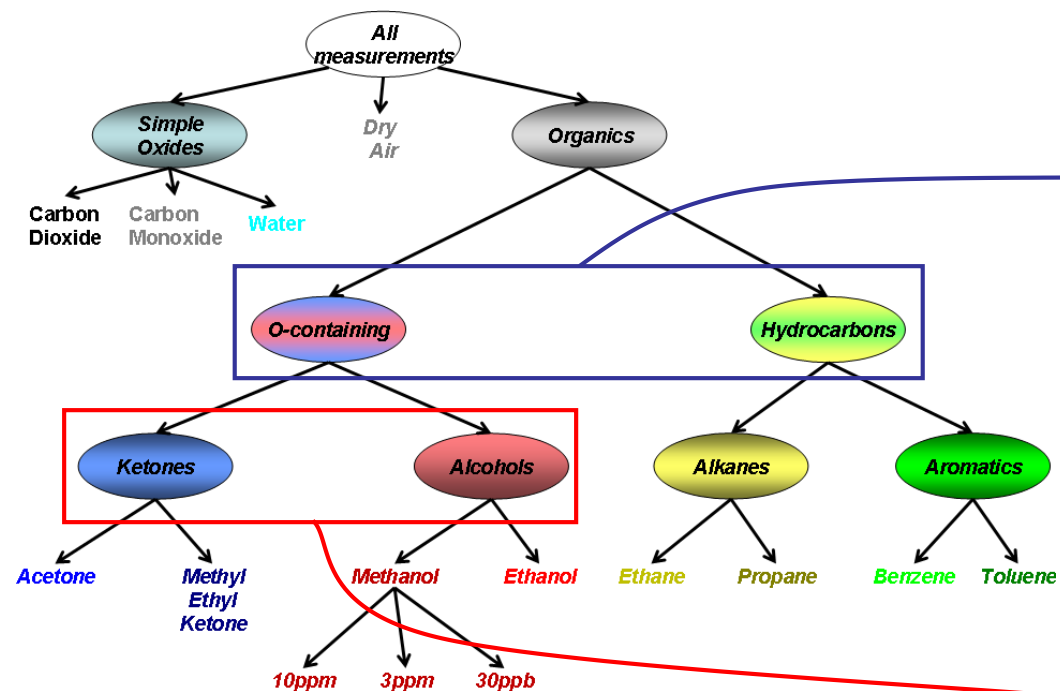 All
measurements
Simple
Oxides
Dry
Air
Organics
Carbon
Dioxide
Carbon
Monoxide
Water
O-containing
Hydrocarbons
Ketones
Alcohols
Alkanes
Aromatics
Acetone
Methyl
Ethyl
Ketone
Methanol
Ethanol
Ethane
Propane
Benzene
Toluene
10ppm
3ppm
30ppb